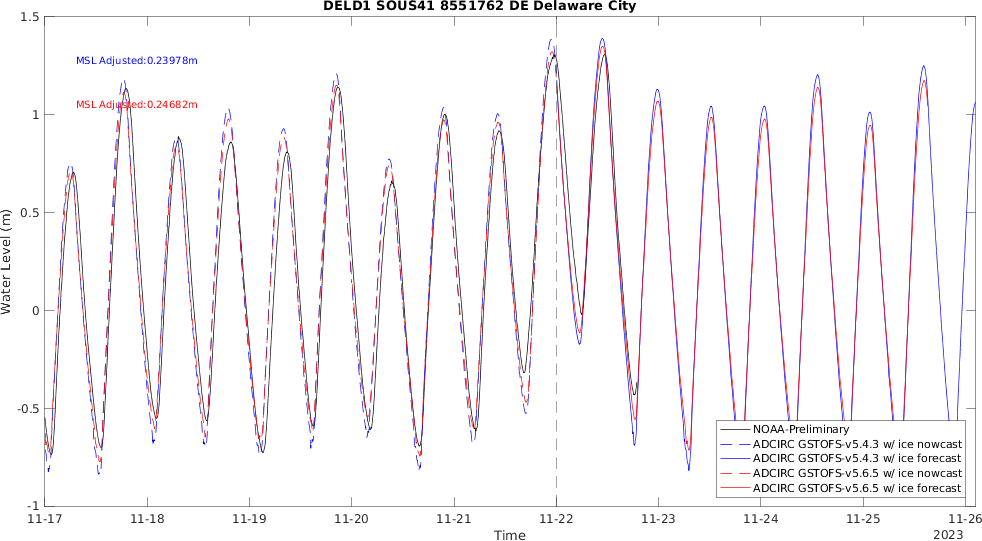 DELD1 SOUS41 8551762 DE Delaware City
1.5
MSL Adjusted:0.23978m
MSL Adjusted:0.24682m
1
0.5
Water Level (m)
0
-0.5
NOAA-Preliminary
ADCIRC GSTOFS-v5.4.3 w/ ice nowcast
ADCIRC GSTOFS-v5.4.3 w/ ice forecast
ADCIRC GSTOFS-v5.6.5 w/ ice nowcast
ADCIRC GSTOFS-v5.6.5 w/ ice forecast
-1
11-17 11-18 11-19 11-20 11-21 11-22 11-23 11-24 11-25 11-26
Time
2023